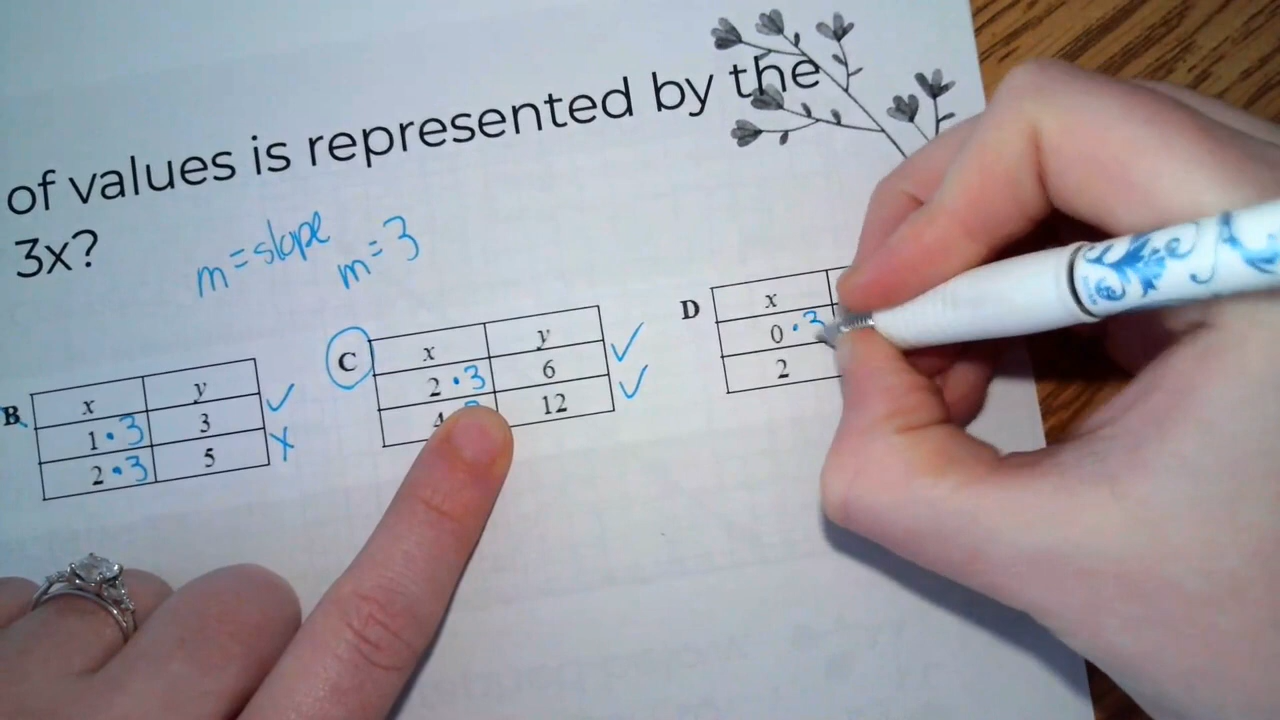 of values is represented by the
3x?
m = slope
m = 3
B
x y
1 • 3 3 ✓
2 • 3 5 x
C
x y
2 • 3 6 ✓
4 12 ✓
D
x
0 • 3
2